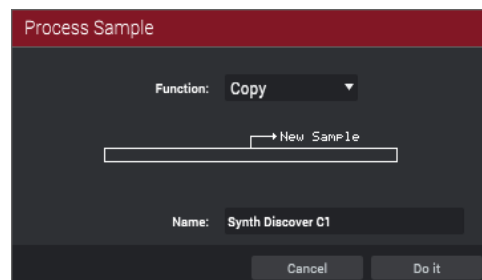 Process Sample
Function: Copy
New Sample
Name: Synth Discover C1
Cancel Do it